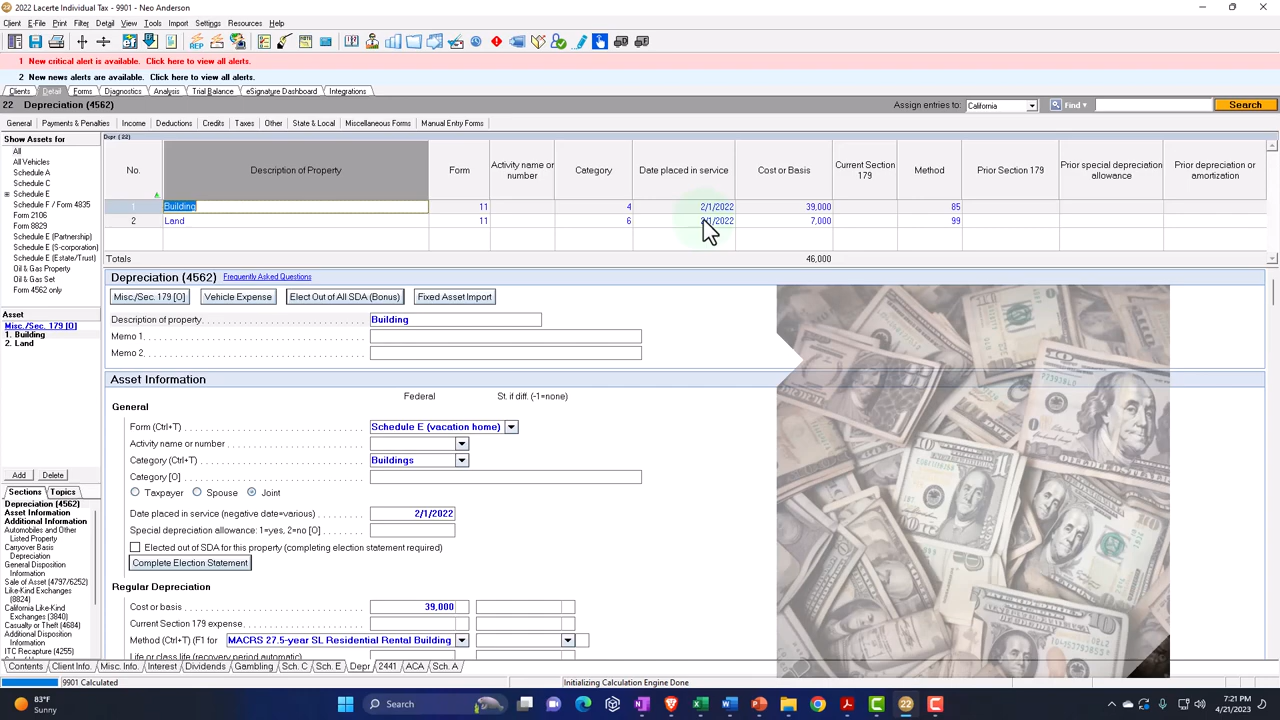 2022 Lacerte Individual Tax - 9901 - Neo Anderson
Client E-File Print Filter Detail View Tools Import Settings Resources Help
1 New critical alert is available. Click here to view all alerts.
2 New news alerts are available. Click here to view all alerts.
Clients Detail Forms Diagnostics Analysis Trial Balance eSignature Dashboard Integrations
22 Depreciation (4562) Assign entries to: California Find Search
General Payments & Penalties Income Deductions Credits Taxes Other State & Local Miscellaneous Forms Manual Entry Forms
Show Assets for
All
All Vehicles
Schedule A
Schedule C
Schedule E
Schedule F / Form 4835
Form 2106
Form 8829
Schedule E (Partnership)
Schedule E (S-corporation)
Schedule E (Estate/Trust)
Oil & Gas Property
Oil & Gas Set
Form 4562 only
Asset
Misc./Sec. 179 [O]
1. Building
2. Land
Add Delete
Sections Topics
Depreciation (4562)
Asset Information
Additional Information
Automobiles and Other
Listed Property
Carryover Basis
Depreciation
General Disposition
Information
Sale of Asset (4797/6252)
Like-Kind Exchanges
(8824)
California Like-Kind
Exchanges (3840)
Casualty or Theft (4684)
Additional Disposition
Information
ITC Recapture (4255)
Depr (22)
No. Description of Property Form Activity name or number Category Date placed in service Cost or Basis Current Section 179 Method Prior Section 179 Prior special depreciation allowance Prior depreciation or amortization
1 Building 11 4 2/1/2022 39,000 85
2 Land 11 6 2/1/2022 7,000 99
Totals 46,000
Depreciation (4562) Frequently Asked Questions
Misc./Sec. 179 [O] Vehicle Expense Elect Out of All SDA (Bonus) Fixed Asset Import
Description of property Building
Memo 1
Memo 2
Asset Information
Federal St. if diff. (-1=none)
General
Form (Ctrl+T) Schedule E (vacation home)
Activity name or number
Category (Ctrl+T) Buildings
Category [O]
Taxpayer Spouse Joint
Date placed in service (negative date=various) 2/1/2022
Special depreciation allowance: 1=yes, 2=no [O]
Elected out of SDA for this property (completing election statement required)
Complete Election Statement
Regular Depreciation
Cost or basis 39,000
Current Section 179 expense
Method (Ctrl+T) (F1 for MACRS 27.5-year SL Residential Rental Building
Life or class life (recovery period automatic)
Contents Client Info. Misc. Info. Interest Dividends Gambling Sch. C Sch. E Depr 2441 ACA Sch. A
9901 Calculated Initializing Calculation Engine Done
83°F
Sunny
Search
7:21 PM
4/21/2023